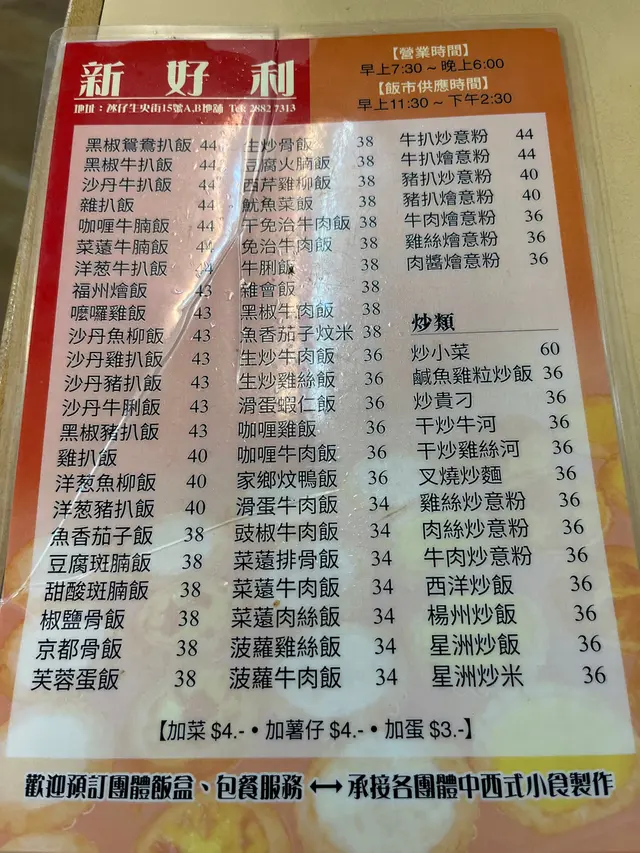 新好利
地址:氹仔生央街15號A,B地舖 Tel: 2882 7313
【營業時間】
早上7:30 ~ 晚上6:00
【飯市供應時間】
早上11:30 ~ 下午2:30
黑椒鴛鴦扒飯 44
黑椒牛扒飯 44
沙丹牛扒飯 44
雜扒飯 44
咖喱牛腩飯 44
菜薳牛腩飯 44
洋葱牛扒飯 44
福州燴飯 43
嚒囉雞飯 43
沙丹魚柳飯 43
沙丹雞扒飯 43
沙丹豬扒飯 43
沙丹牛脷飯 43
黑椒豬扒飯 43
雞扒飯 40
洋葱魚柳飯 40
洋葱豬扒飯 40
魚香茄子飯 38
豆腐斑腩飯 38
甜酸斑腩飯 38
椒鹽骨飯 38
京都骨飯 38
芙蓉蛋飯 38
生炒骨飯 38
豆腐火腩飯 38
西芹雞柳飯 38
魷魚菜飯 38
干免治牛肉飯 38
免治牛肉飯 38
牛脷飯 38
雜會飯 38
黑椒牛肉飯 38
魚香茄子炆米 38
生炒牛肉飯 36
生炒雞絲飯 36
滑蛋蝦仁飯 36
咖喱雞飯 36
咖喱牛肉飯 36
家鄉炆鴨飯 36
滑蛋牛肉飯 34
豉椒牛肉飯 34
菜薳排骨飯 34
菜薳牛肉飯 34
菜薳肉絲飯 34
菠蘿雞絲飯 34
菠蘿牛肉飯 34
牛扒炒意粉 44
牛扒燴意粉 44
豬扒炒意粉 40
豬扒燴意粉 40
牛肉燴意粉 36
雞絲燴意粉 36
肉醬燴意粉 36
炒類
炒小菜 60
鹹魚雞粒炒飯 36
炒貴刁 36
干炒牛河 36
干炒雞絲河 36
叉燒炒麵 36
雞絲炒意粉 36
肉絲炒意粉 36
牛肉炒意粉 36
西洋炒飯 36
楊州炒飯 36
星洲炒飯 36
星洲炒米 36
【加菜 $4.- • 加薯仔 $4.- • 加蛋 $3.-】
歡迎預訂團體飯盒、包餐服務 ↔ 承接各團體中西式小食製作